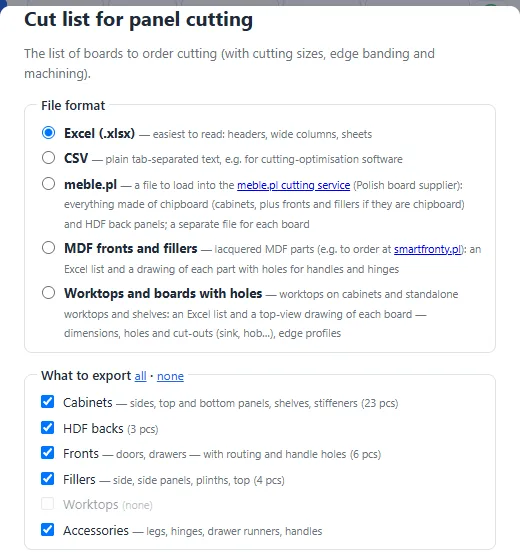 Cut list for panel cutting
The list of boards to order cutting (with cutting sizes, edge banding and
machining).
File format
Excel (.xlsx) — easiest to read: headers, wide columns, sheets
CSV — plain tab-separated text, e.g. for cutting-optimisation software
meble.pl — a file to load into the meble.pl cutting service (Polish board supplier):
everything made of chipboard (cabinets, plus fronts and fillers if they are chipboard)
and HDF back panels; a separate file for each board
MDF fronts and fillers — lacquered MDF parts (e.g. to order at smartfronty.pl): an
Excel list and a drawing of each part with holes for handles and hinges
Worktops and boards with holes — worktops on cabinets and standalone
worktops and shelves: an Excel list and a top-view drawing of each board —
dimensions, holes and cut-outs (sink, hob...), edge profiles
What to export all · none
Cabinets — sides, top and bottom panels, shelves, stiffeners (23 pcs)
HDF backs (3 pcs)
Fronts — doors, drawers — with routing and handle holes (6 pcs)
Fillers — side, side panels, plinths, top (4 pcs)
Worktops (none)
Accessories — legs, hinges, drawer runners, handles